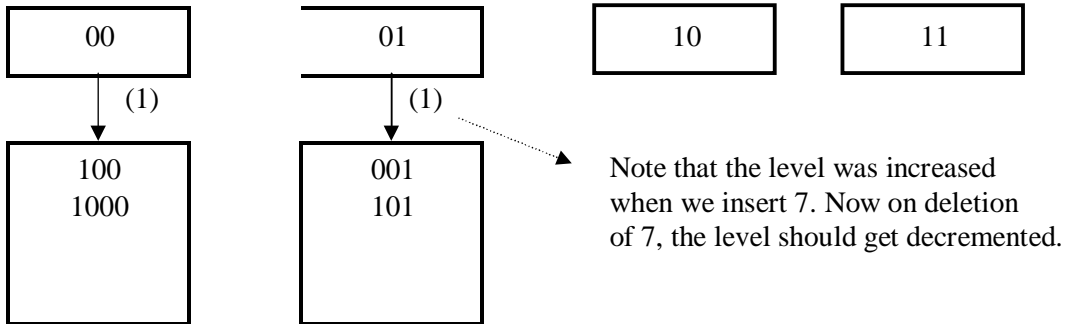 00 01 10 11
(1) (1)
100 001 Note that the level was increased
1000 101 when we insert 7. Now on deletion
of 7, the level should get decremented.